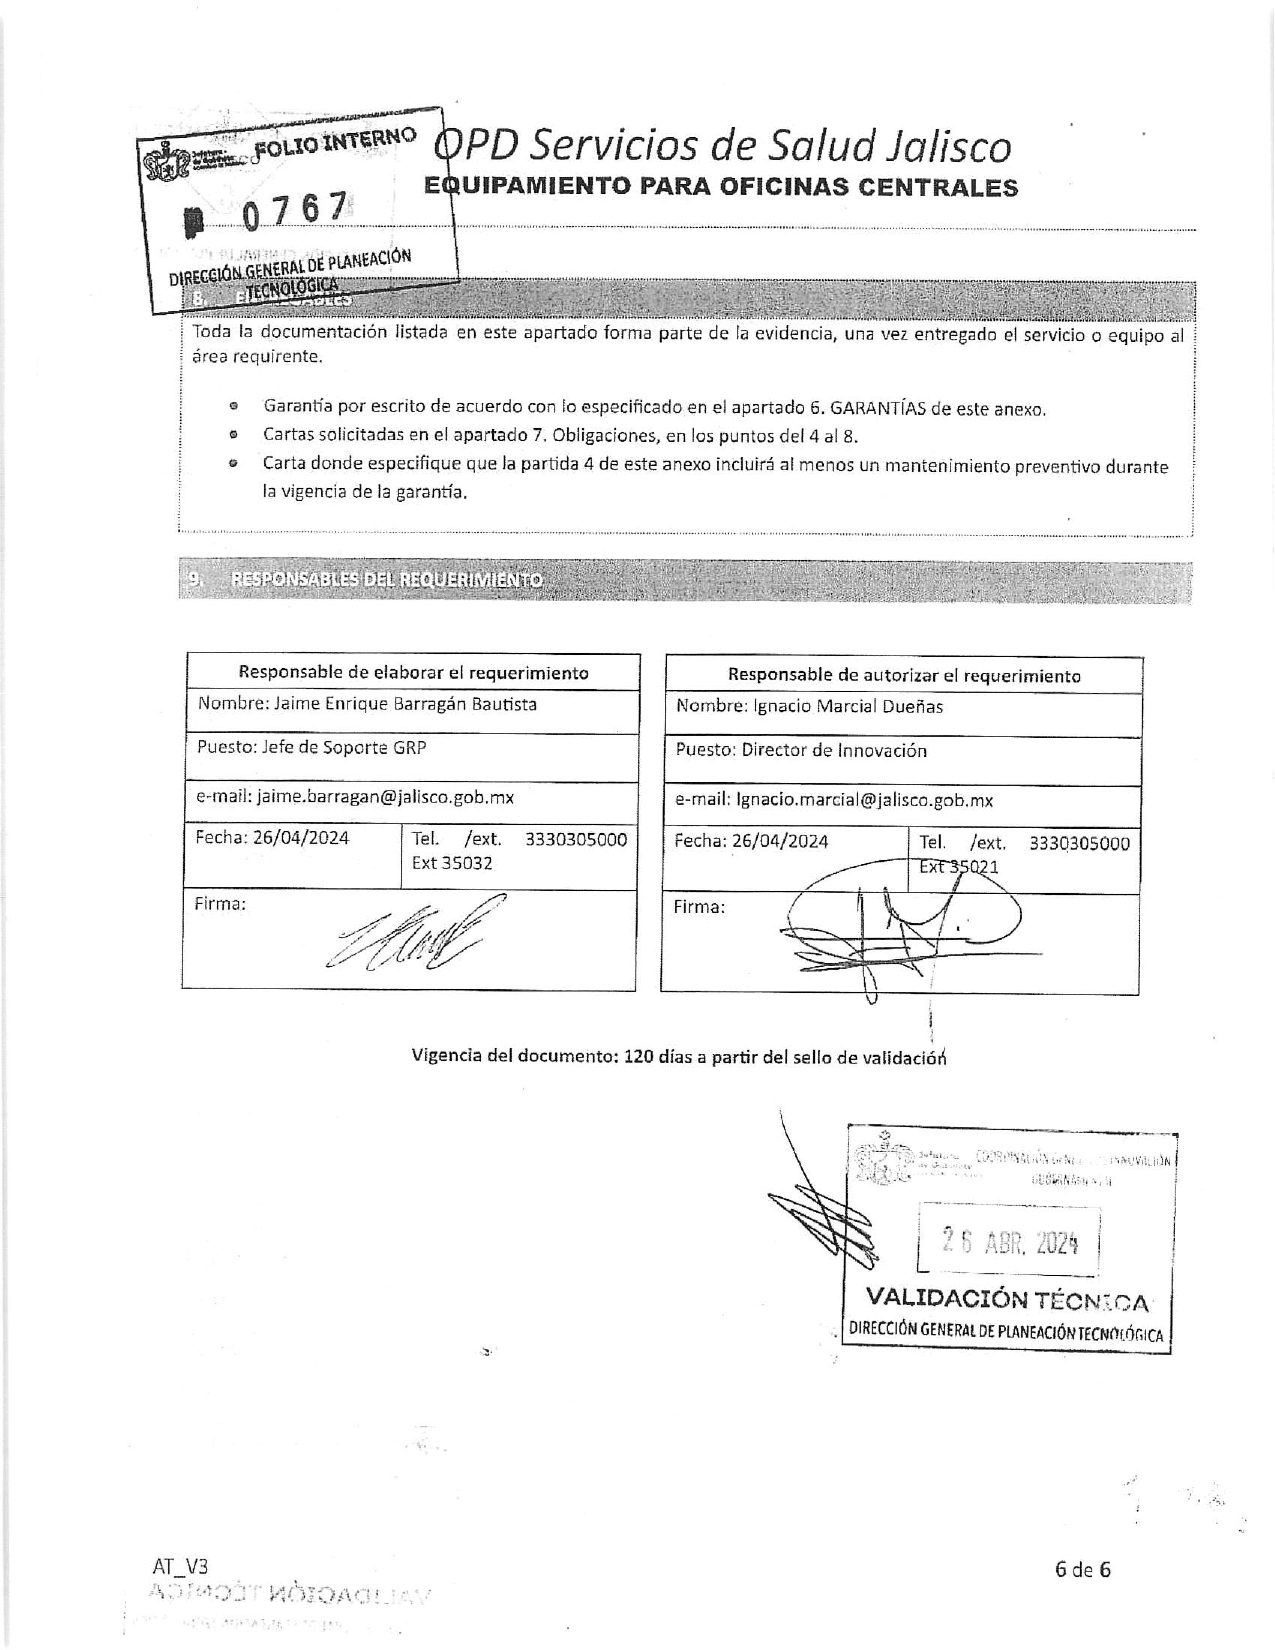 FOLIO INTERNO
0767
DIRECCIÓN GENERAL DE PLANEACIÓN
TECNOLÓGICA
OPD Servicios de Salud Jalisco
EQUIPAMIENTO PARA OFICINAS CENTRALES
8.
Toda la documentación listada en este apartado forma parte de la evidencia, una vez entregado el servicio o equipo al
área requirente.
• Garantía por escrito de acuerdo con lo especificado en el apartado 6. GARANTÍAS de este anexo.
• Cartas solicitadas en el apartado 7. Obligaciones, en los puntos del 4 al 8.
• Carta donde especifique que la partida 4 de este anexo incluirá al menos un mantenimiento preventivo durante
la vigencia de la garantía.
9. RESPONSABLES DEL REQUERIMIENTO
Responsable de elaborar el requerimiento
Nombre: Jaime Enrique Barragán Bautista
Puesto: Jefe de Soporte GRP
e-mail: jaime.barragan@jalisco.gob.mx
Fecha: 26/04/2024
Tel. /ext. 3330305000
Ext 35032
Firma:
Responsable de autorizar el requerimiento
Nombre: Ignacio Marcial Dueñas
Puesto: Director de Innovación
e-mail: Ignacio.marcial@jalisco.gob.mx
Fecha: 26/04/2024
Tel. /ext. 3330305000
Ext 35021
Firma:
Vigencia del documento: 120 días a partir del sello de validación
26 ABR. 2024
VALIDACIÓN TÉCNICA
DIRECCIÓN GENERAL DE PLANEACIÓN TECNOLÓGICA
AT_V3
6 de 6